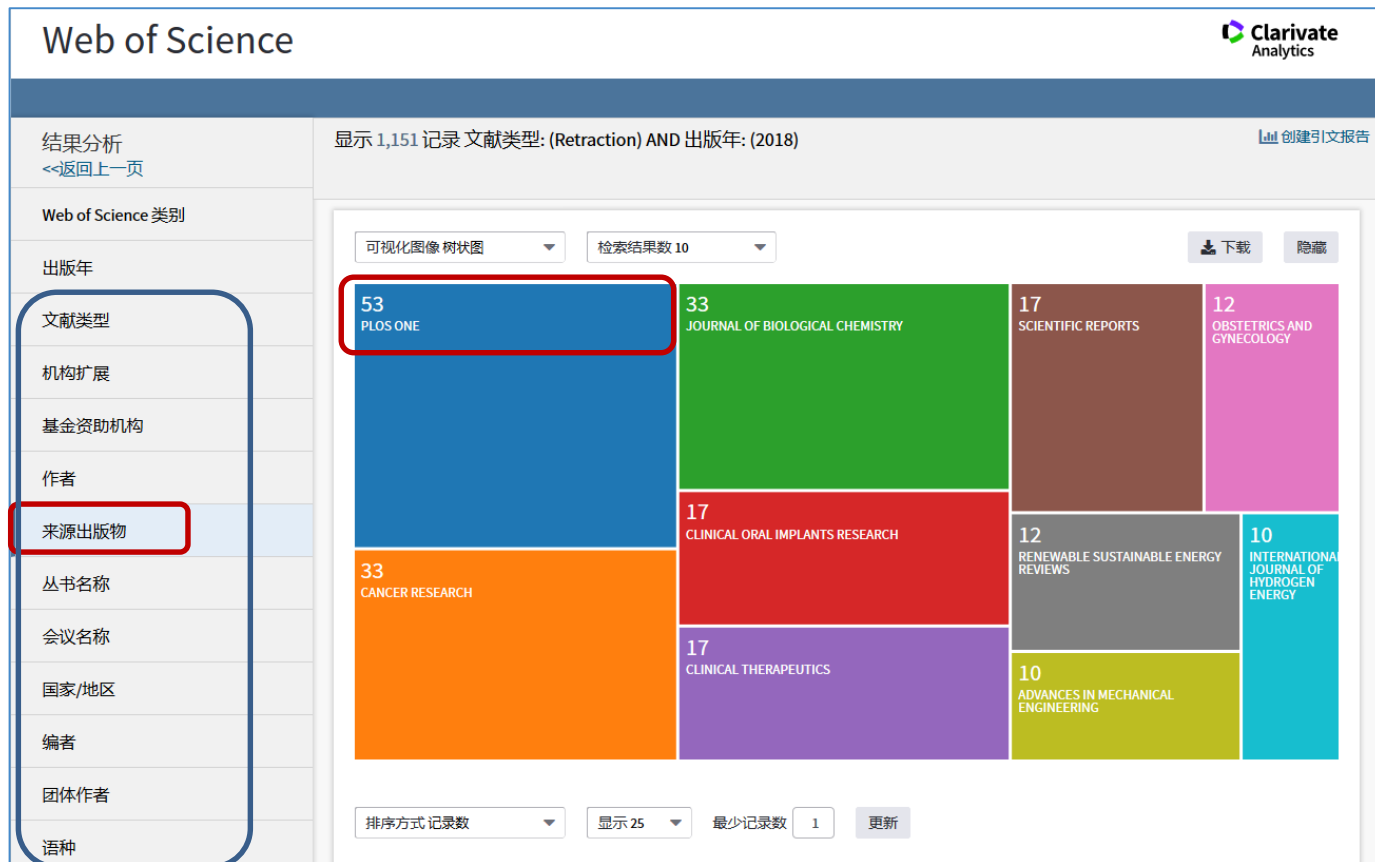 Web of Science
Clarivate
Analytics
结果分析
<<返回上一页
显示 1,151 记录 文献类型: (Retraction) AND 出版年: (2018)
创建引文报告
Web of Science 类别
出版年
文献类型
机构扩展
基金资助机构
作者
来源出版物
丛书名称
会议名称
国家/地区
编者
团体作者
语种
可视化图像 树状图
检索结果数 10
下载
隐藏
53
PLOS ONE
33
JOURNAL OF BIOLOGICAL CHEMISTRY
17
SCIENTIFIC REPORTS
12
OBSTETRICS AND
GYNECOLOGY
33
CANCER RESEARCH
17
CLINICAL ORAL IMPLANTS RESEARCH
17
CLINICAL THERAPEUTICS
12
RENEWABLE SUSTAINABLE ENERGY
REVIEWS
10
INTERNATIONA
JOURNAL OF
HYDROGEN
ENERGY
10
ADVANCES IN MECHANICAL
ENGINEERING
排序方式 记录数
显示 25
最少记录数
1
更新